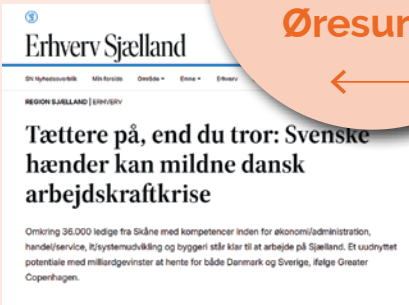 Øresun
Erhverv Sjælland
SN Nyhedsoverblik Min forside Område Emne Erhverv
REGION SJÆLLAND | ERHVERV
Tættere på, end du tror: Svenske
hænder kan mildne dansk
arbejdskraftkrise
Omkring 36.000 ledige fra Skåne med kompetencer inden for økonomi/administration,
handel/service, it/systemudvikling og byggeri står klar til at arbejde på Sjælland. Et uudnyttet
potentiale med milliardgevinster at hente for både Danmark og Sverige, ifølge Greater
Copenhagen.